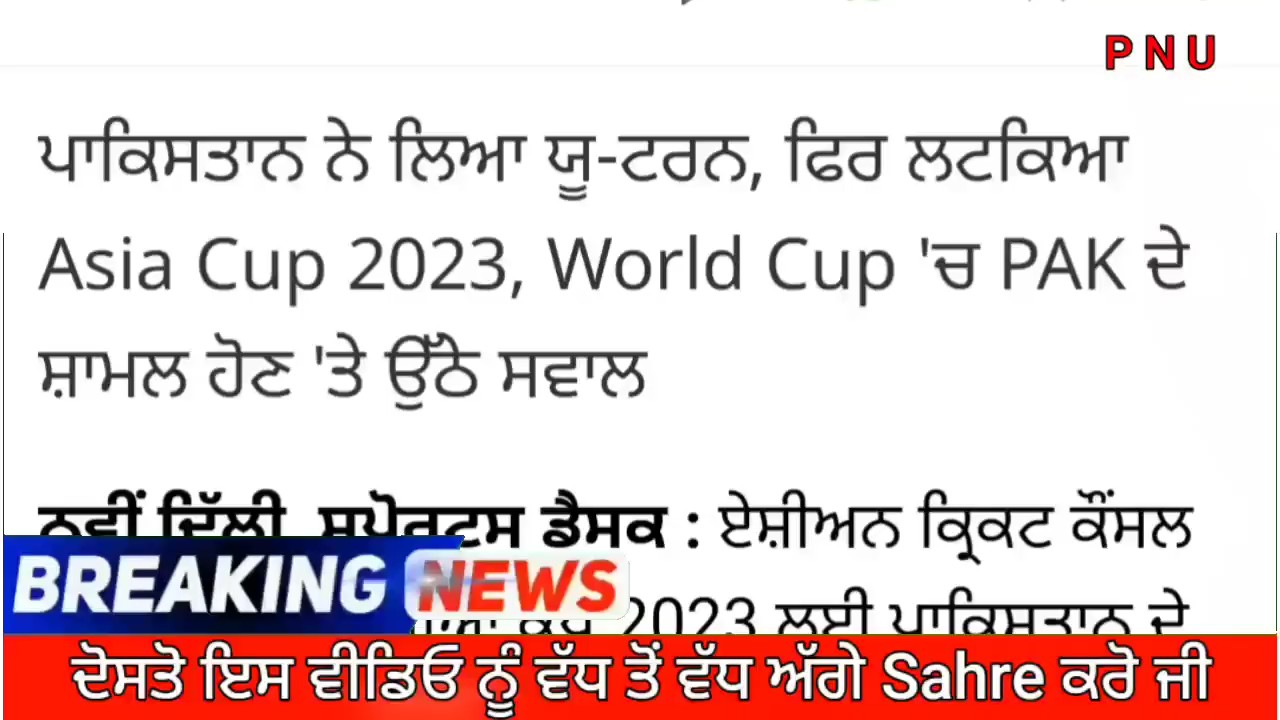 P N U
ਪਾਕਿਸਤਾਨ ਨੇ ਲਿਆ ਯੂ-ਟਰਨ, ਫਿਰ ਲਟਕਿਆ
Asia Cup 2023, World Cup 'ਚ PAK ਦੇ
ਸ਼ਾਮਲ ਹੋਣ 'ਤੇ ਉੱਠੇ ਸਵਾਲ
ਨਵੀਂ ਦਿੱਲੀ, ਸਪੋਰਟਸ ਡੈਸਕ : ਏਸ਼ੀਅਨ ਕ੍ਰਿਕਟ ਕੌਂਸਲ
2023 ਲਈ ਪਾਕਿਸਤਾਨ ਦੇ
BREAKING NEWS
ਦੋਸਤੋ ਇਸ ਵੀਡਿਓ ਨੂੰ ਵੱਧ ਤੋਂ ਵੱਧ ਅੱਗੇ Sahre ਕਰੋ ਜੀ